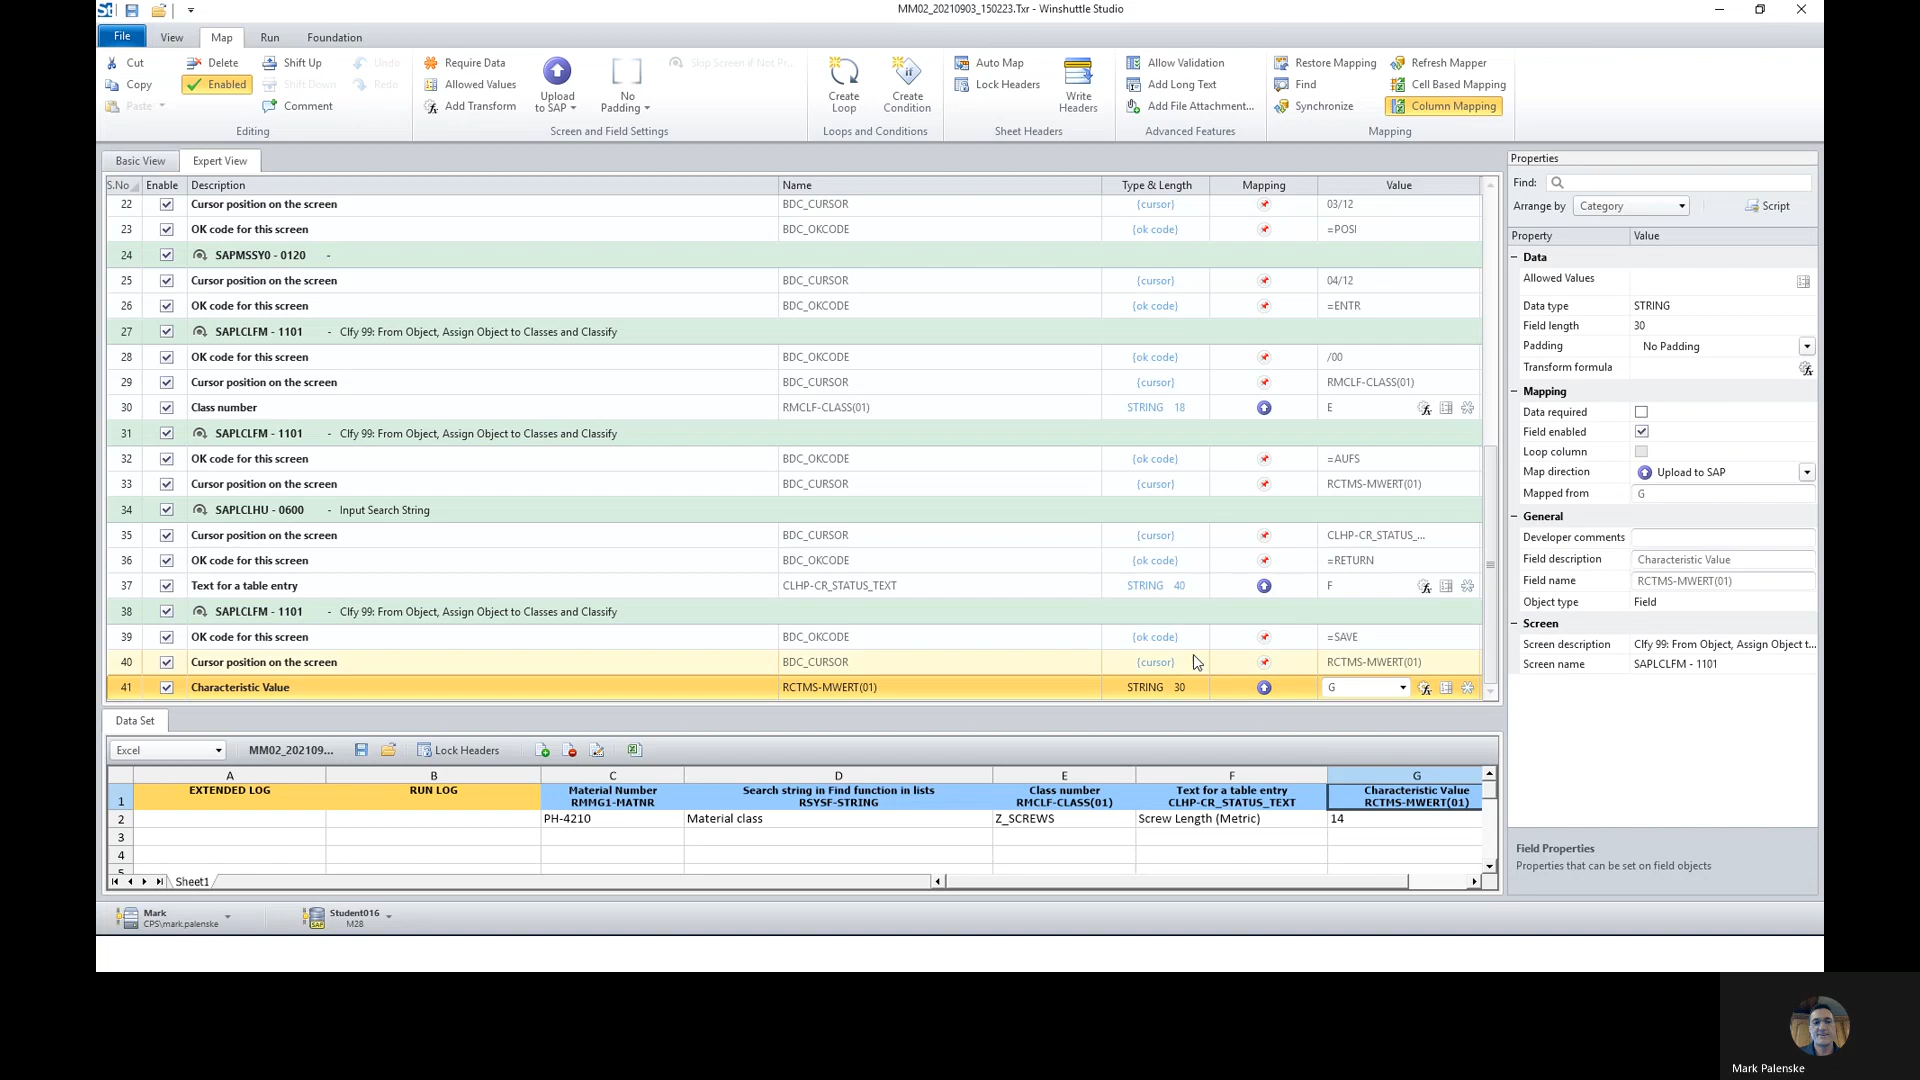 MM02_20210903_150223.Txr - Winshuttle Studio
File View Map Run Foundation
Cut Delete Shift Up Undo Require Data Skip Screen if Not Pr... Auto Map Allow Validation Restore Mapping Refresh Mapper
Copy Enabled Shift Down Redo Allowed Values Upload to SAP No Padding Create Loop Create Condition Lock Headers Write Headers Add Long Text Find Cell Based Mapping
Paste Comment Add Transform Add File Attachment... Synchronize Column Mapping
Editing Screen and Field Settings Loops and Conditions Sheet Headers Advanced Features Mapping
Basic View Expert View
S.No Enable Description Name Type & Length Mapping Value
22 Cursor position on the screen BDC_CURSOR {cursor} 03/12
23 OK code for this screen BDC_OKCODE {ok code} =POSI
24 SAPMSSY0 - 0120 -
25 Cursor position on the screen BDC_CURSOR {cursor} 04/12
26 OK code for this screen BDC_OKCODE {ok code} =ENTR
27 SAPLCLFM - 1101 - Clfy 99: From Object, Assign Object to Classes and Classify
28 OK code for this screen BDC_OKCODE {ok code} /00
29 Cursor position on the screen BDC_CURSOR {cursor} RMCLF-CLASS(01)
30 Class number RMCLF-CLASS(01) STRING 18 E
31 SAPLCLFM - 1101 - Clfy 99: From Object, Assign Object to Classes and Classify
32 OK code for this screen BDC_OKCODE {ok code} =AUFS
33 Cursor position on the screen BDC_CURSOR {cursor} RCTMS-MWERT(01)
34 SAPLCLHU - 0600 - Input Search String
35 Cursor position on the screen BDC_CURSOR {cursor} CLHP-CR_STATUS_...
36 OK code for this screen BDC_OKCODE {ok code} =RETURN
37 Text for a table entry CLHP-CR_STATUS_TEXT STRING 40 F
38 SAPLCLFM - 1101 - Clfy 99: From Object, Assign Object to Classes and Classify
39 OK code for this screen BDC_OKCODE {ok code} =SAVE
40 Cursor position on the screen BDC_CURSOR {cursor} RCTMS-MWERT(01)
41 Characteristic Value RCTMS-MWERT(01) STRING 30 G
Properties
Find:
Arrange by Category Script
Property Value
Data
Allowed Values
Data type STRING
Field length 30
Padding No Padding
Transform formula
Mapping
Data required
Field enabled
Loop column
Map direction Upload to SAP
Mapped from G
General
Developer comments
Field description Characteristic Value
Field name RCTMS-MWERT(01)
Object type Field
Screen
Screen description Clfy 99: From Object, Assign Object t...
Screen name SAPLCLFM - 1101
Field Properties
Properties that can be set on field objects
Data Set
Excel MM02_202109... Lock Headers
A B C D E F G
1 EXTENDED LOG RUN LOG Material Number Search string in Find function in lists Class number Text for a table entry Characteristic Value
RMMG1-MATNR RSYSF-STRING RMCLF-CLASS(01) CLHP-CR_STATUS_TEXT RCTMS-MWERT(01)
2 PH-4210 Material class Z_SCREWS Screw Length (Metric) 14
3
4
5
Sheet1
Mark Student016
CPS\mark.palenske M28
Mark Palenske